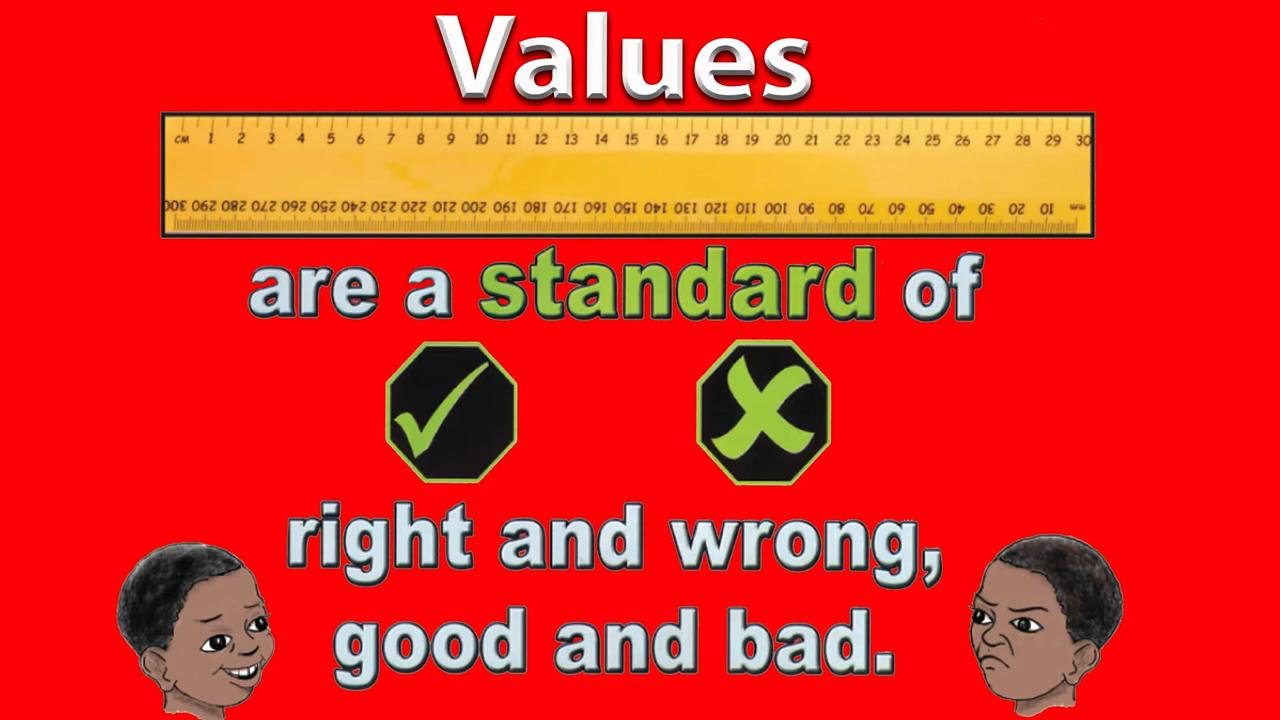 Values
CM 1 2 3 4 5 6 7 8 9 10 11 12 13 14 15 16 17 18 19 20 21 22 23 24 25 26 27 28 29 30
300 290 280 270 260 250 240 230 220 210 200 190 180 170 160 150 140 130 120 110 100 90 80 70 60 50 40 30 20 10 mm
are a standard of
right and wrong,
good and bad.